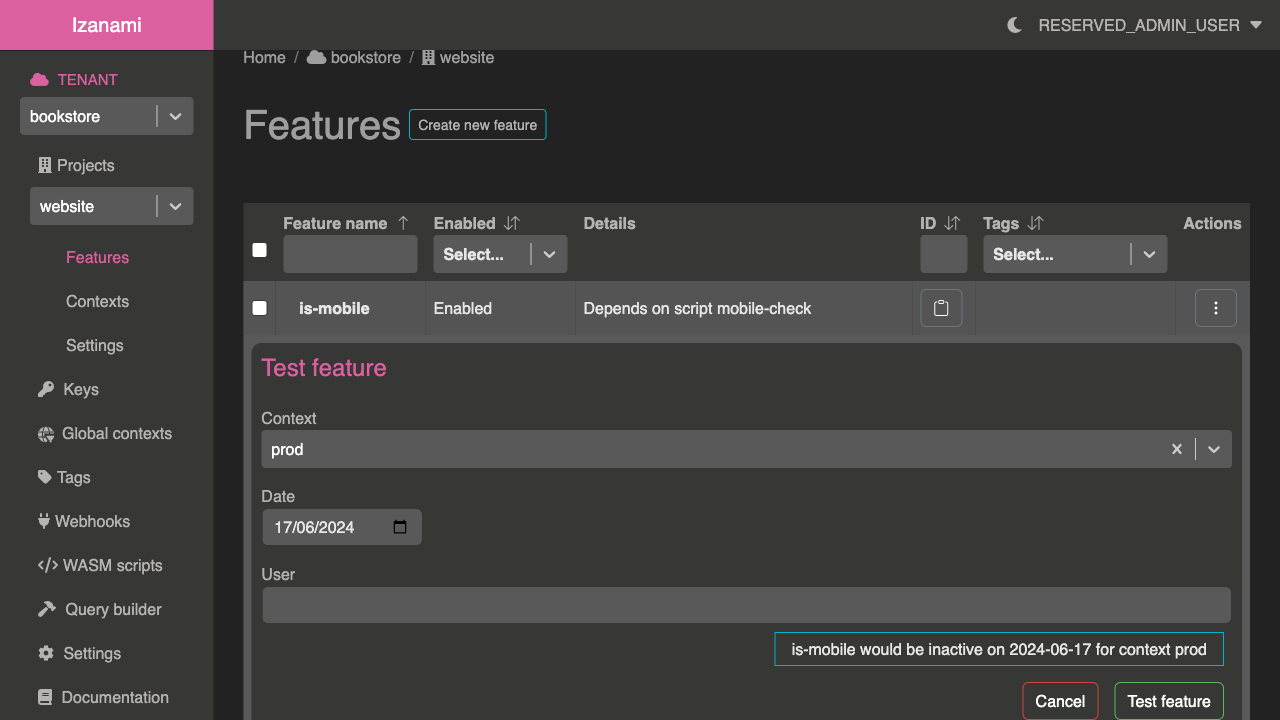 Izanami
RESERVED_ADMIN_USER
TENANT
bookstore
Projects
website
Features
Contexts
Settings
Keys
Global contexts
Tags
Webhooks
WASM scripts
Query builder
Settings
Documentation
Home / bookstore / website
Features Create new feature
Feature name Enabled Details ID Tags Actions
Select... Select...
is-mobile Enabled Depends on script mobile-check
Test feature
Context
prod
Date
17/06/2024
User
is-mobile would be inactive on 2024-06-17 for context prod
Cancel Test feature